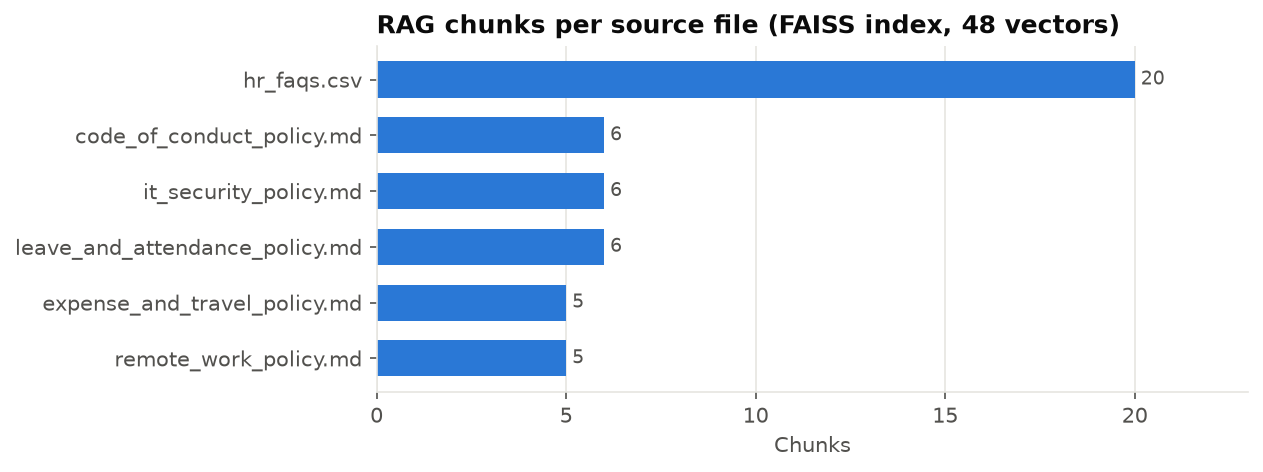 RAG chunks per source file (FAISS index, 48 vectors)
hr_faqs.csv 20
code_of_conduct_policy.md 6
it_security_policy.md 6
leave_and_attendance_policy.md 6
expense_and_travel_policy.md 5
remote_work_policy.md 5
0 5 10 15 20
Chunks